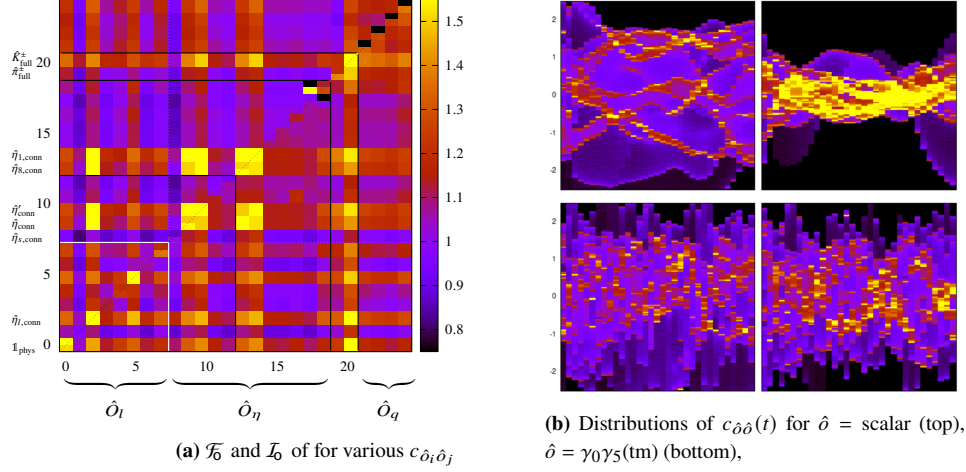 K̂±full
π̂±full
η̂1,conn
η̂8,conn
η̂′conn
η̂conn
η̂s,conn
η̂l,conn
𝟙phys
20
15
10
5
0
0 5 10 15 20
1.5
1.4
1.3
1.2
1.1
1
0.9
0.8
Ôl Ôη Ôq
(a) ℱô and ℐô of for various côiôj
2
1
0
-1
-2
2
1
0
-1
-2
(b) Distributions of côô(t) for ô = scalar (top),
ô = γ0γ5(tm) (bottom),